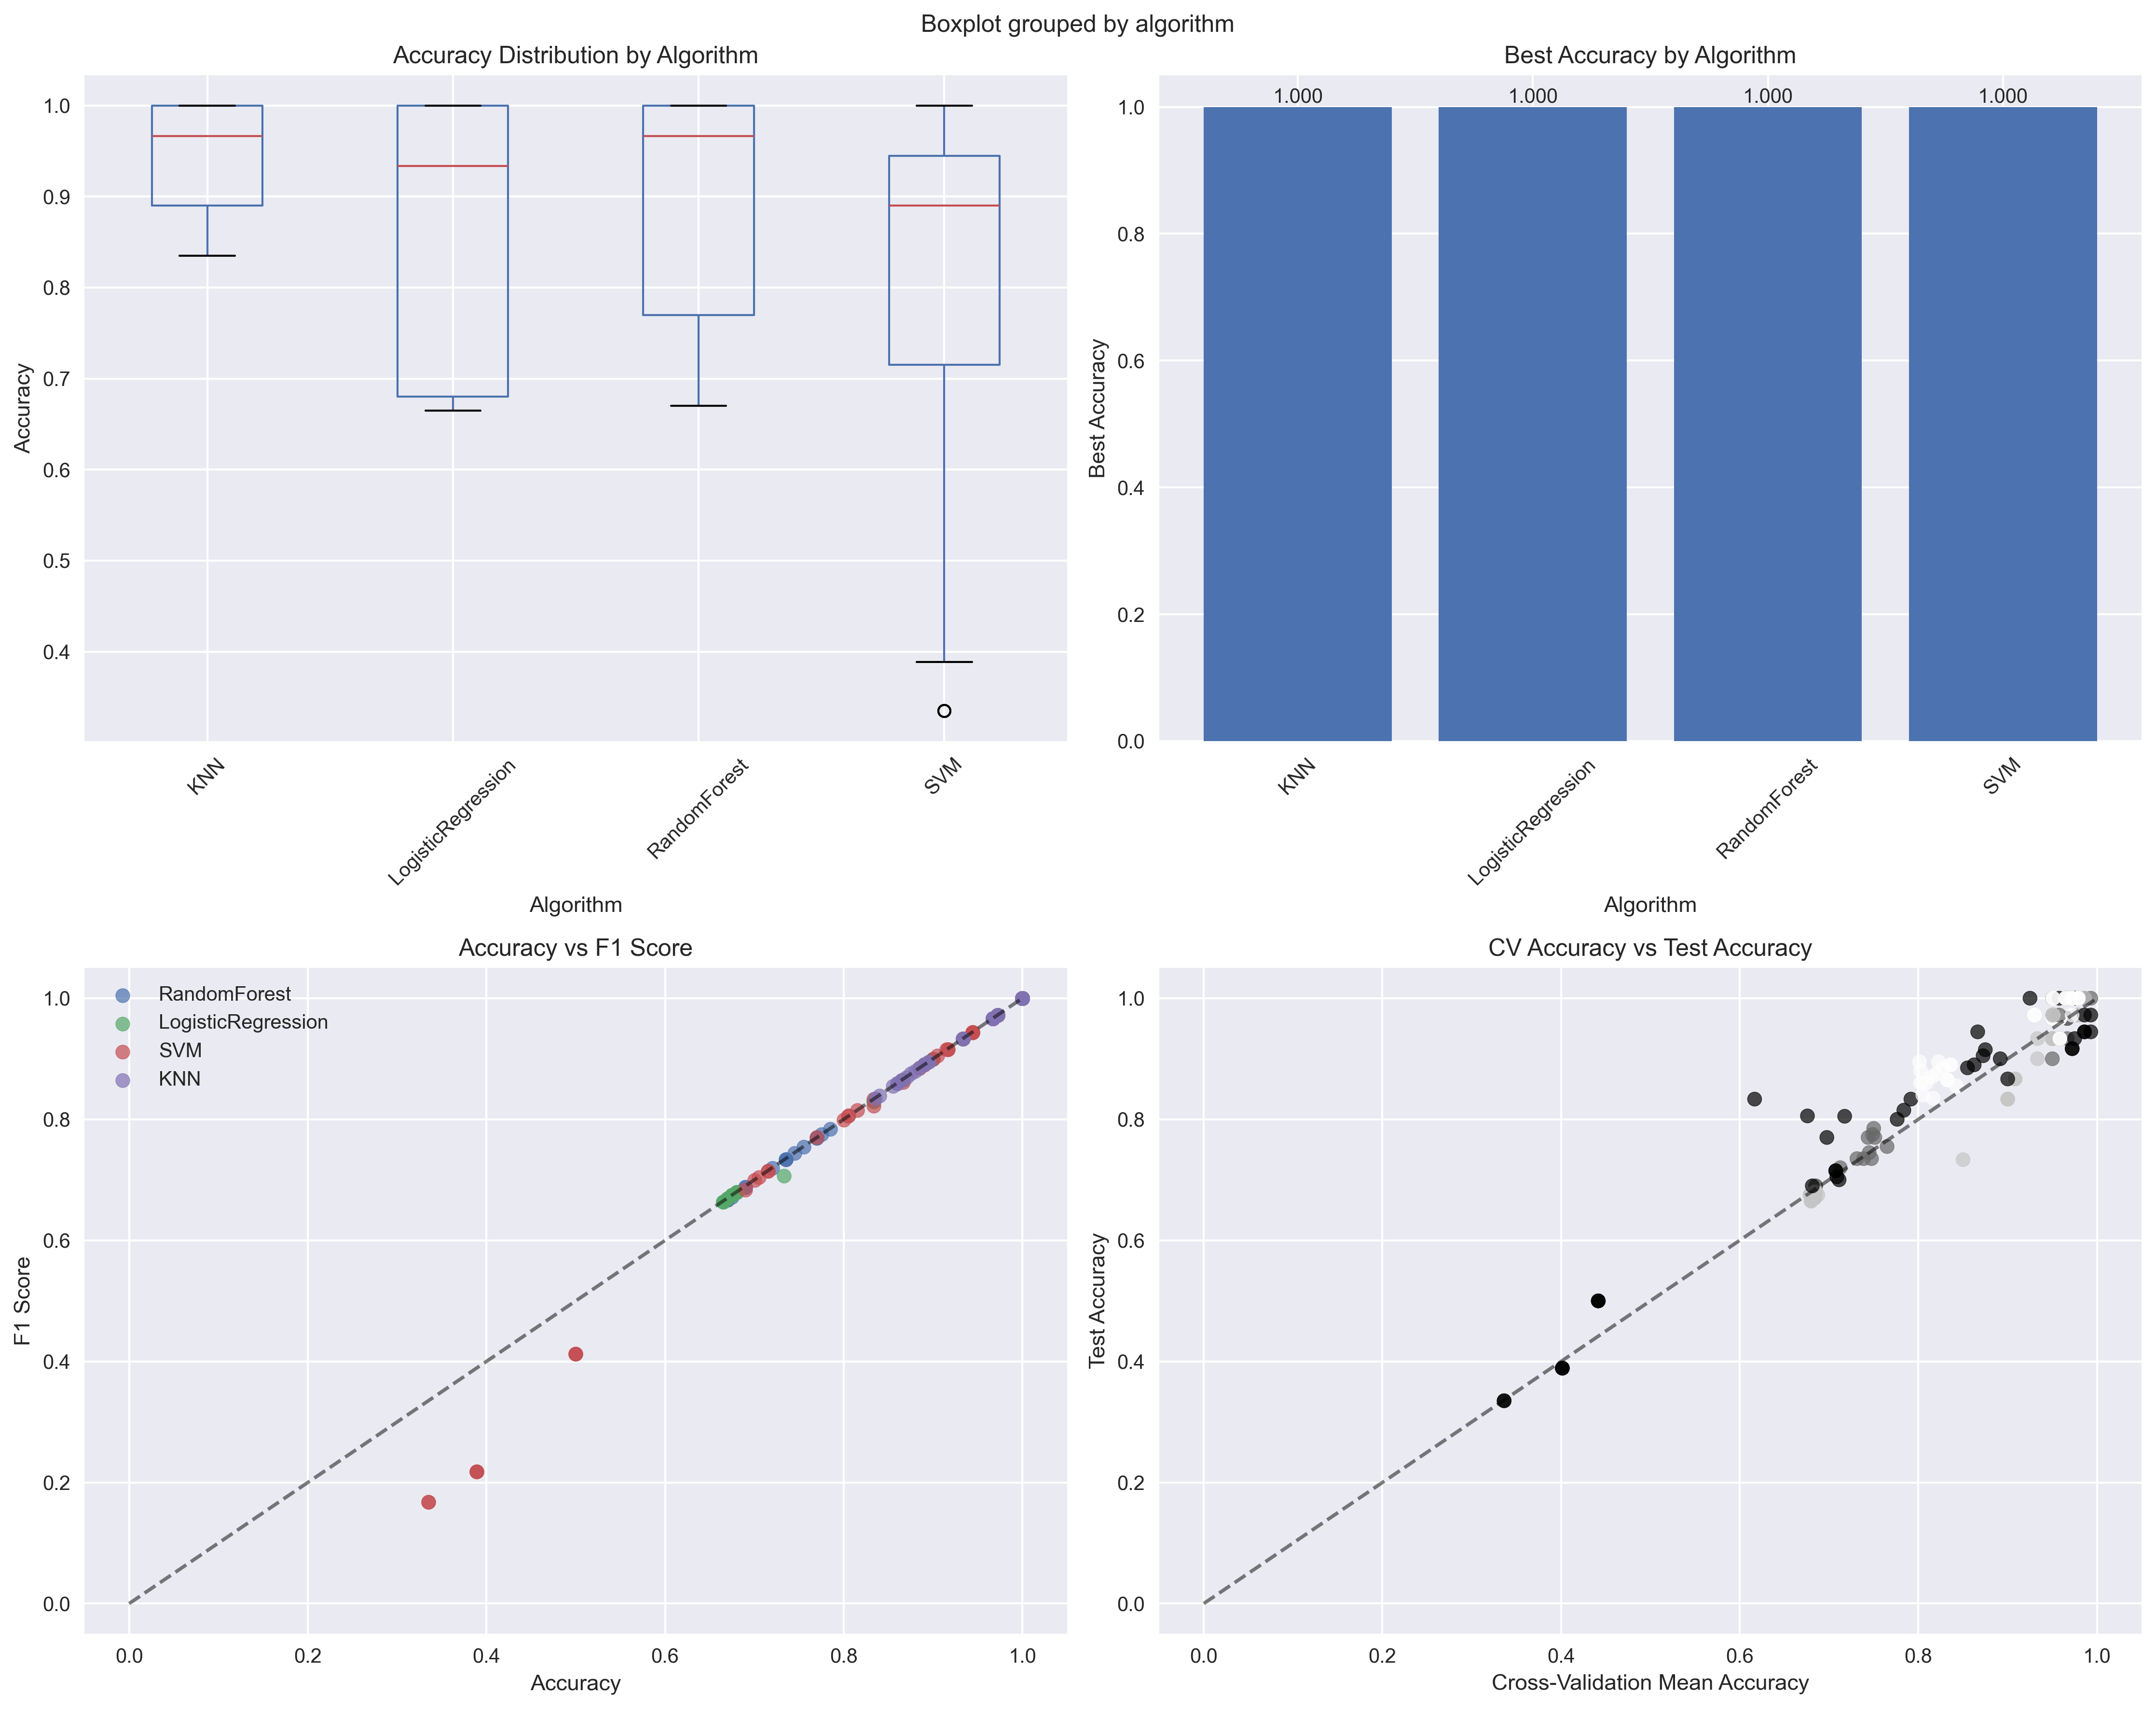 Boxplot grouped by algorithm
Accuracy Distribution by Algorithm
1.0
0.9
0.8
0.7
0.6
0.5
0.4
Accuracy
KNN
LogisticRegression
RandomForest
SVM
Algorithm
Best Accuracy by Algorithm
1.000
1.000
1.000
1.000
1.0
0.8
0.6
0.4
0.2
0.0
Best Accuracy
KNN
LogisticRegression
RandomForest
SVM
Algorithm
Accuracy vs F1 Score
RandomForest
LogisticRegression
SVM
KNN
1.0
0.8
0.6
0.4
0.2
0.0
F1 Score
0.0
0.2
0.4
0.6
0.8
1.0
Accuracy
CV Accuracy vs Test Accuracy
1.0
0.8
0.6
0.4
0.2
0.0
Test Accuracy
0.0
0.2
0.4
0.6
0.8
1.0
Cross-Validation Mean Accuracy